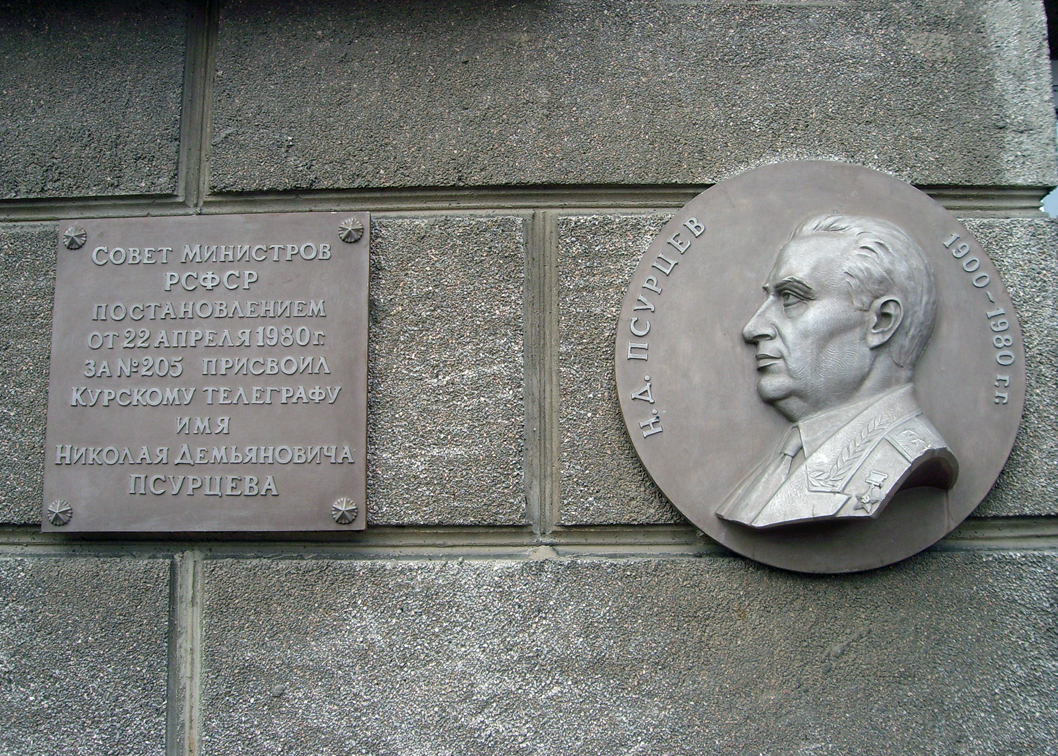 СОВЕТ МИНИСТРОВ
РСФСР
ПОСТАНОВЛЕНИЕМ
ОТ 22 АПРЕЛЯ 1980 Г.
ЗА №205 ПРИСВОИЛ
КУРСКОМУ ТЕЛЕГРАФУ
ИМЯ
НИКОЛАЯ ДЕМЬЯНОВИЧА
ПСУРЦЕВА
Н.Д. ПСУРЦЕВ
1900-1980 г.г.